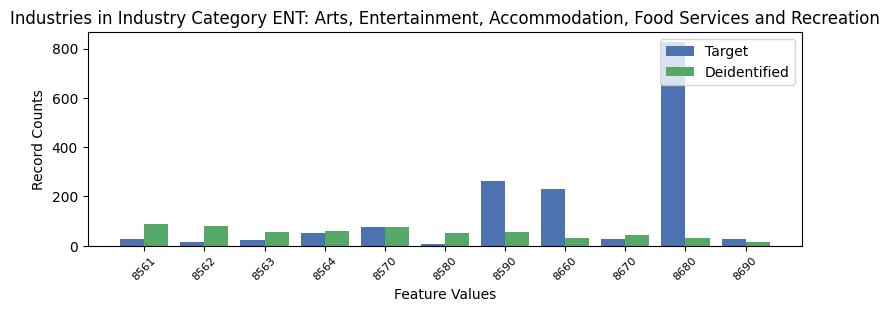 Industries in Industry Category ENT: Arts, Entertainment, Accommodation, Food Services and Recreation
Record Counts
800
600
400
200
0
Target
Deidentified
8561 8562 8563 8564 8570 8580 8590 8660 8670 8680 8690
Feature Values